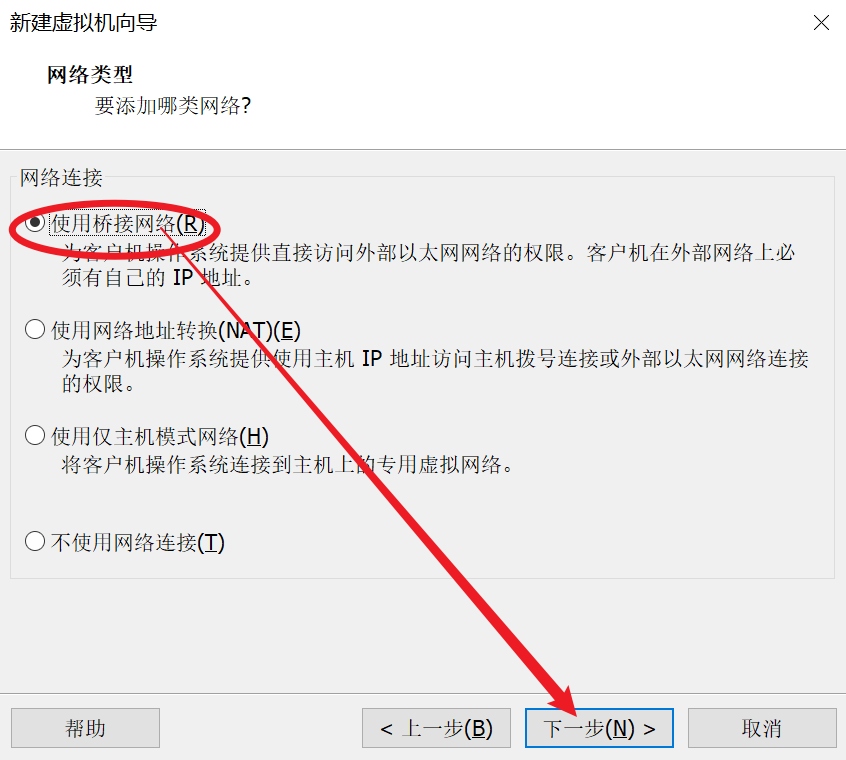 新建虚拟机向导
网络类型
要添加哪类网络?
网络连接
使用桥接网络(R)
为客户机操作系统提供直接访问外部以太网网络的权限。客户机在外部网络上必
须有自己的 IP 地址。
使用网络地址转换(NAT)(E)
为客户机操作系统提供使用主机 IP 地址访问主机拨号连接或外部以太网网络连接
的权限。
使用仅主机模式网络(H)
将客户机操作系统连接到主机上的专用虚拟网络。
不使用网络连接(T)
帮助
< 上一步(B)
下一步(N) >
取消